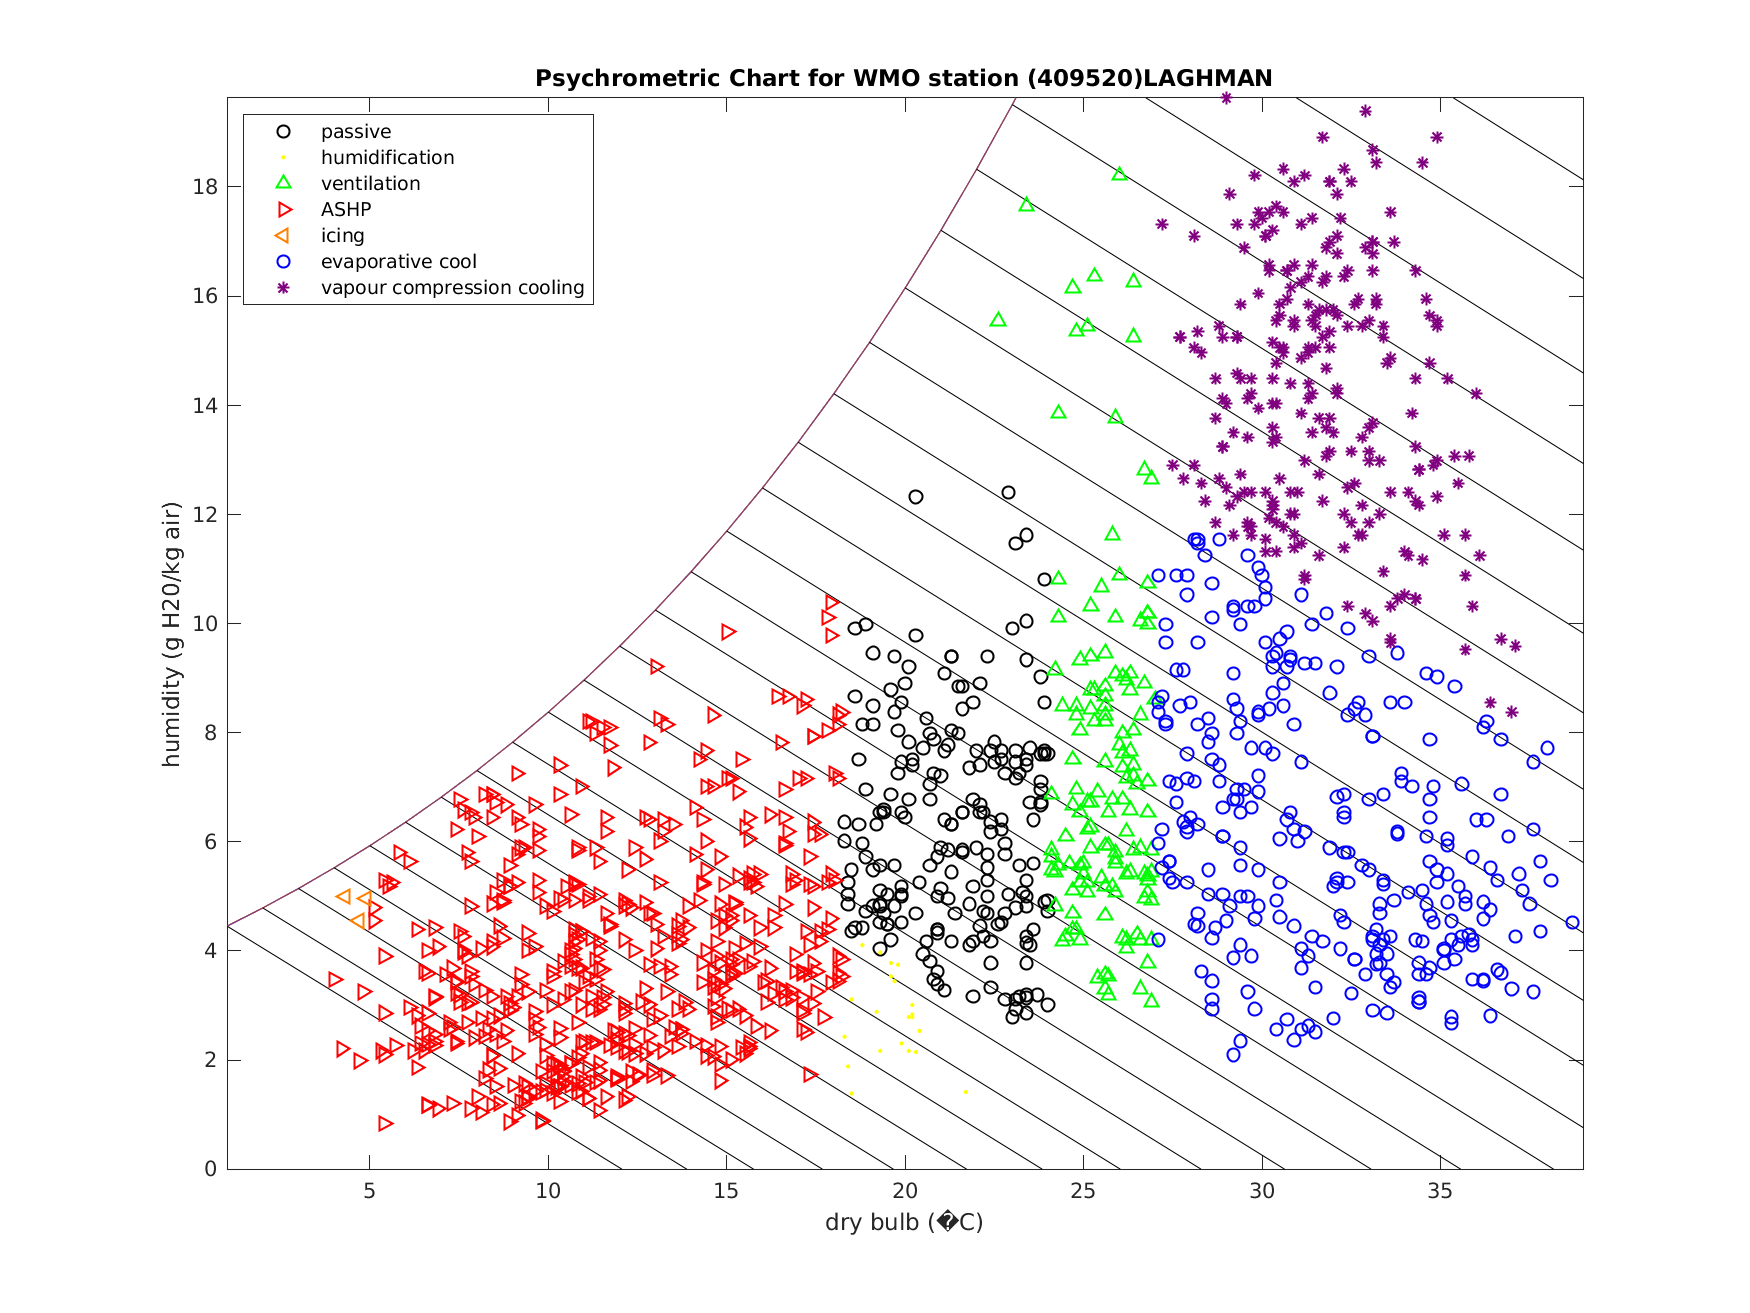 Psychrometric Chart for WMO station (409520)LAGHMAN
passive
humidification
ventilation
ASHP
icing
evaporative cool
vapour compression cooling
humidity (g H20/kg air)
18
16
14
12
10
8
6
4
2
0
5 10 15 20 25 30 35
dry bulb (�C)